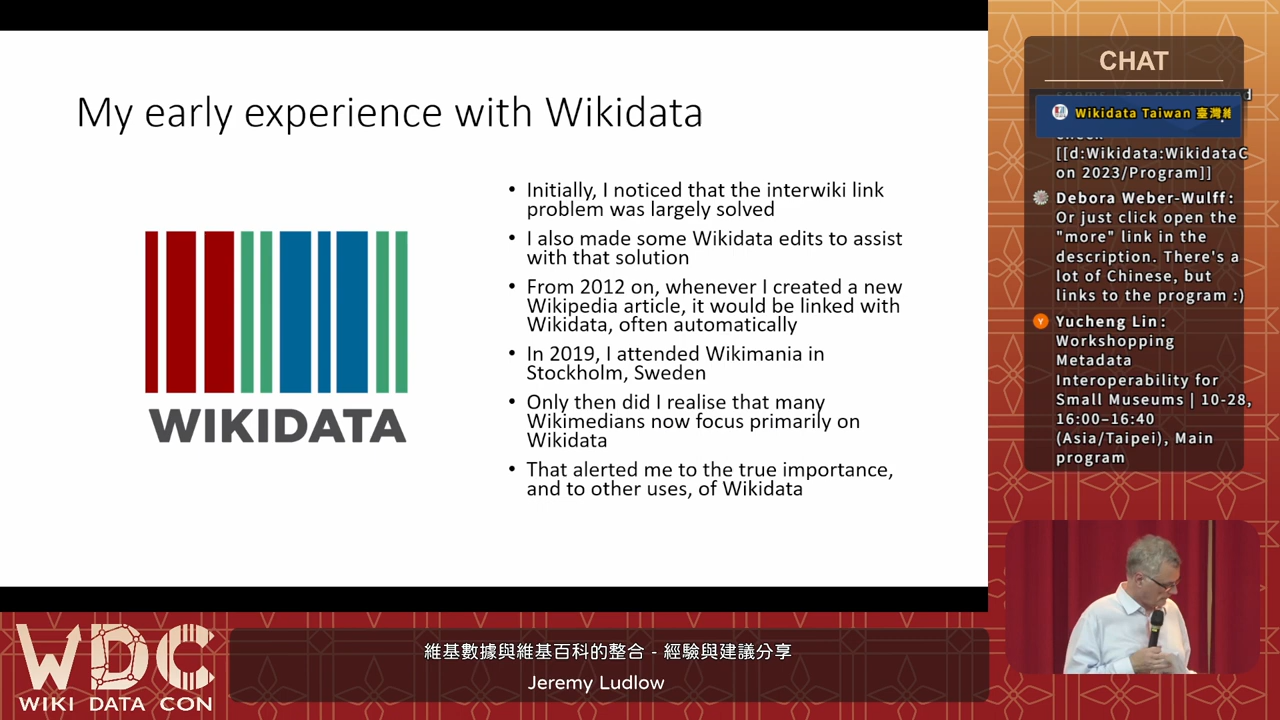 My early experience with Wikidata
WIKIDATA
• Initially, I noticed that the interwiki link
problem was largely solved
• I also made some Wikidata edits to assist
with that solution
• From 2012 on, whenever I created a new
Wikipedia article, it would be linked with
Wikidata, often automatically
• In 2019, I attended Wikimania in
Stockholm, Sweden
• Only then did I realise that many
Wikimedians now focus primarily on
Wikidata
• That alerted me to the true importance,
and to other uses, of Wikidata
CHAT
Wikidata Taiwan 臺灣維
[[d:Wikidata:WikidataC
on 2023/Program]]
Debora Weber-Wulff:
Or just click open the
"more" link in the
description. There's a
lot of Chinese, but
links to the program :)
Y
Yucheng Lin:
Workshopping
Metadata
Interoperability for
Small Museums | 10-28,
16:00–16:40
(Asia/Taipei), Main
program
WDC
WIKI DATA CON
維基數據與維基百科的整合 - 經驗與建議分享
Jeremy Ludlow